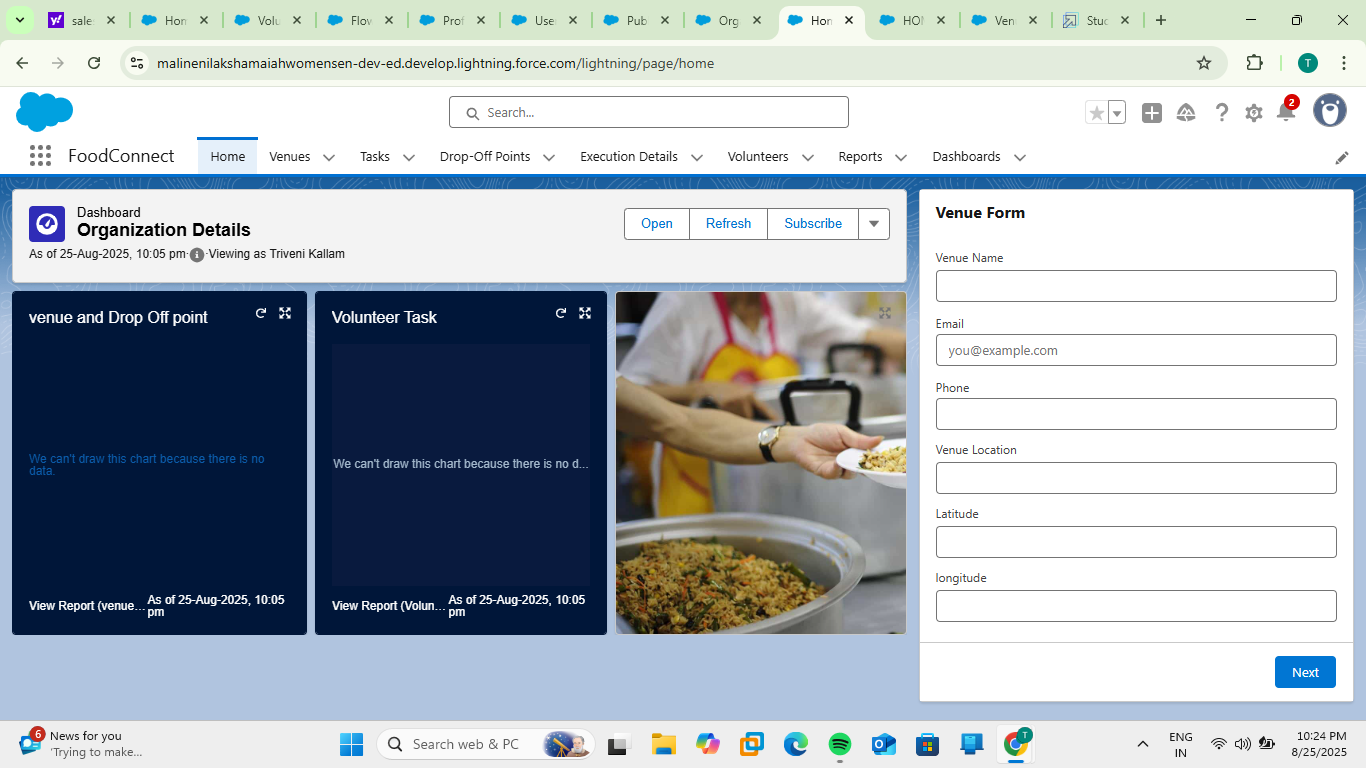 sales
Hon
Volu
Flov
Prof
User
Pub
Org
Hon
HON
Ven
Stuc
malinenilakshamaiahwomensen-dev-ed.develop.lightning.force.com/lightning/page/home
T
Search...
2
FoodConnect
Home
Venues
Tasks
Drop-Off Points
Execution Details
Volunteers
Reports
Dashboards
Dashboard
Organization Details
As of 25-Aug-2025, 10:05 pm·Viewing as Triveni Kallam
Open
Refresh
Subscribe
venue and Drop Off point
We can't draw this chart because there is no
data.
View Report (venue...
As of 25-Aug-2025, 10:05
pm
Volunteer Task
We can't draw this chart because there is no d...
View Report (Volun...
As of 25-Aug-2025, 10:05
pm
Venue Form
Venue Name
Email
you@example.com
Phone
Venue Location
Latitude
longitude
Next
6
News for you
'Trying to make...
Search web & PC
T
ENG
IN
10:24 PM
8/25/2025